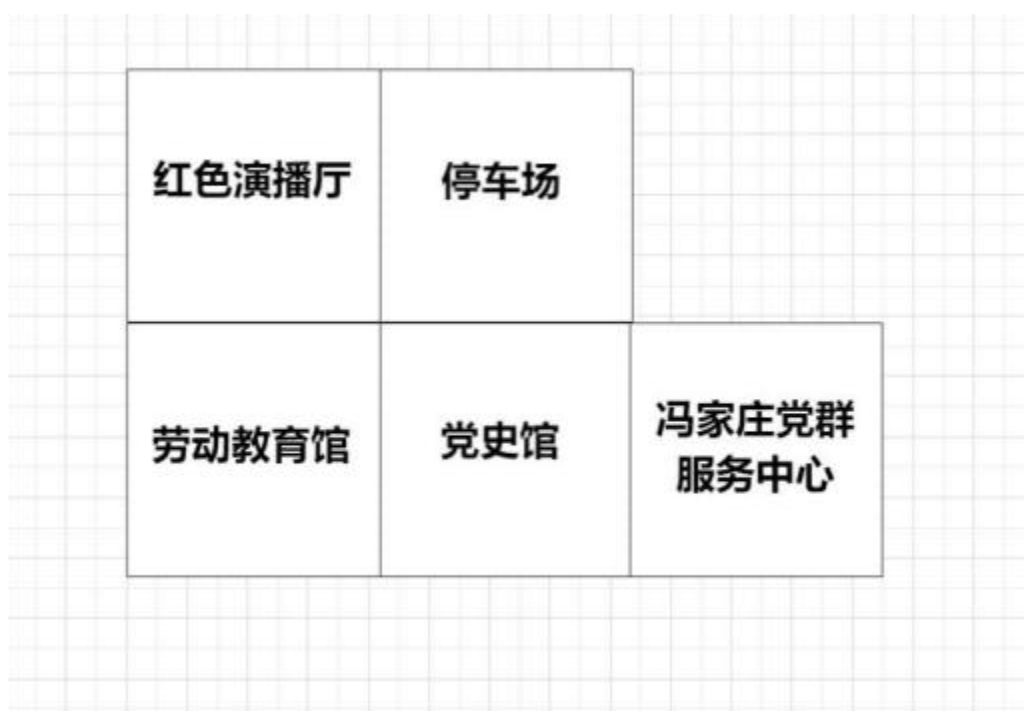 红色演播厅
停车场
劳动教育馆
党史馆
冯家庄党群
服务中心